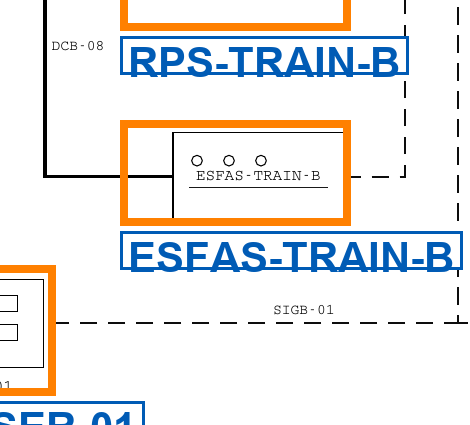 DCB-08
RPS-TRAIN-B
ESFAS-TRAIN-B
ESFAS-TRAIN-B
SIGB-01